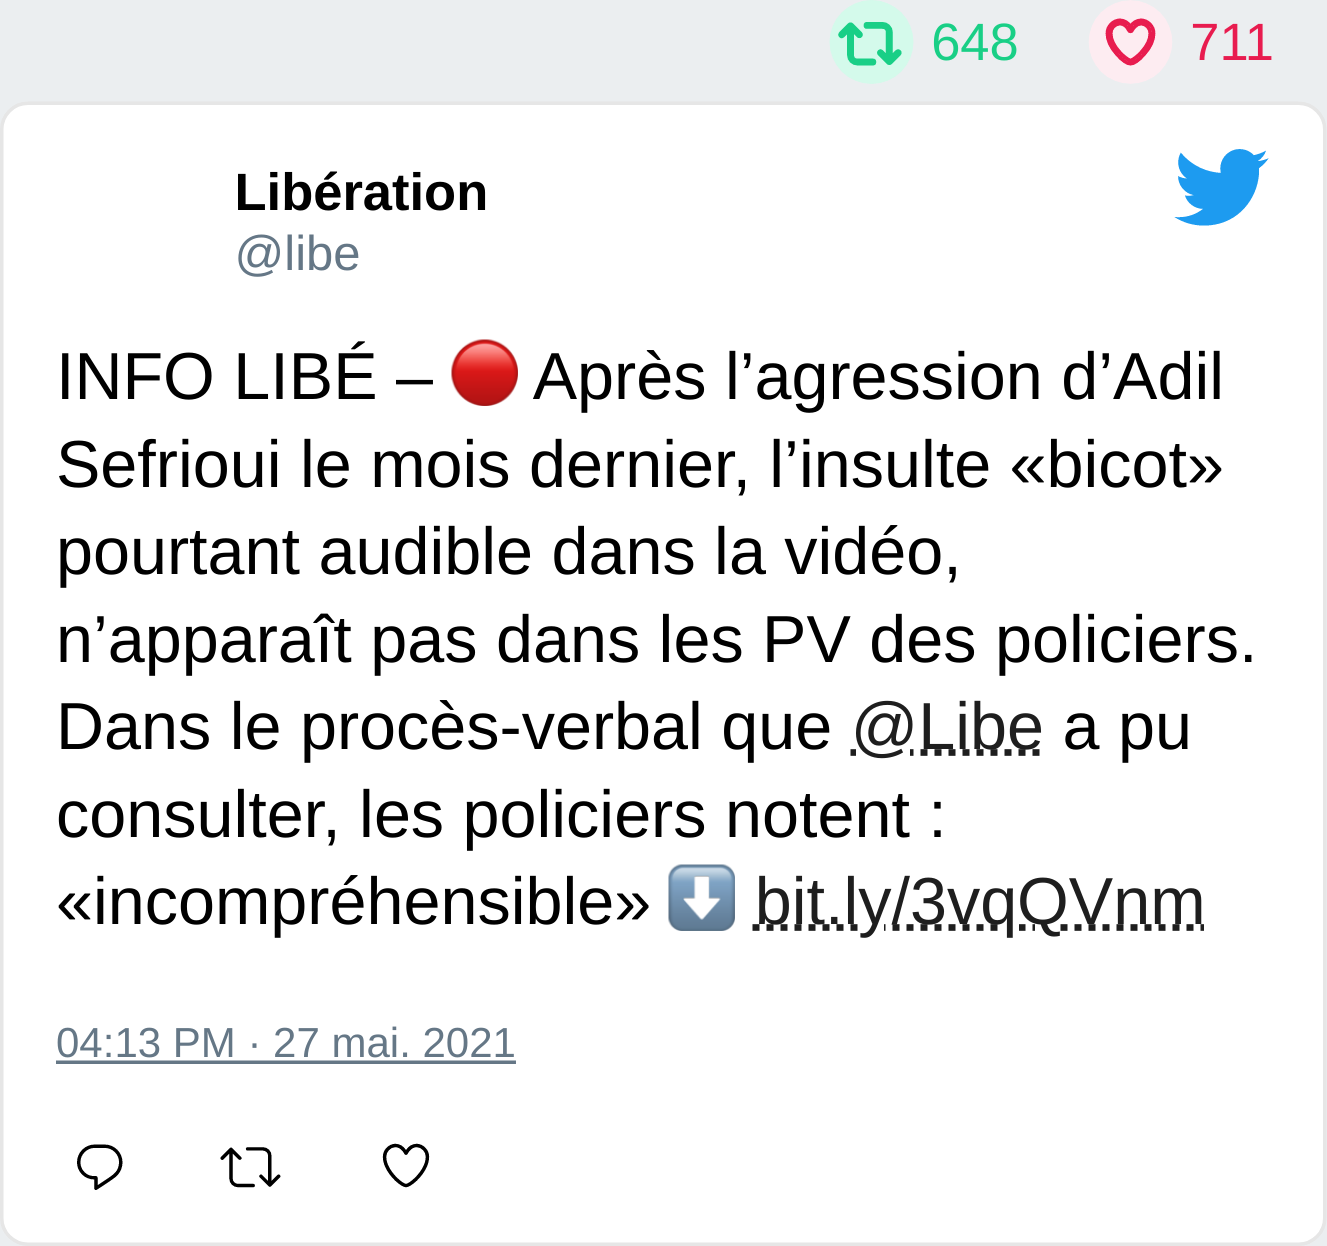 648 711
Libération
@libe
INFO LIBÉ – 🔴 Après l’agression d’Adil
Sefrioui le mois dernier, l’insulte «bicot»
pourtant audible dans la vidéo,
n’apparaît pas dans les PV des policiers.
Dans le procès-verbal que @Libe a pu
consulter, les policiers notent :
«incompréhensible» ⬇️ bit.ly/3vqQVnm
04:13 PM · 27 mai. 2021